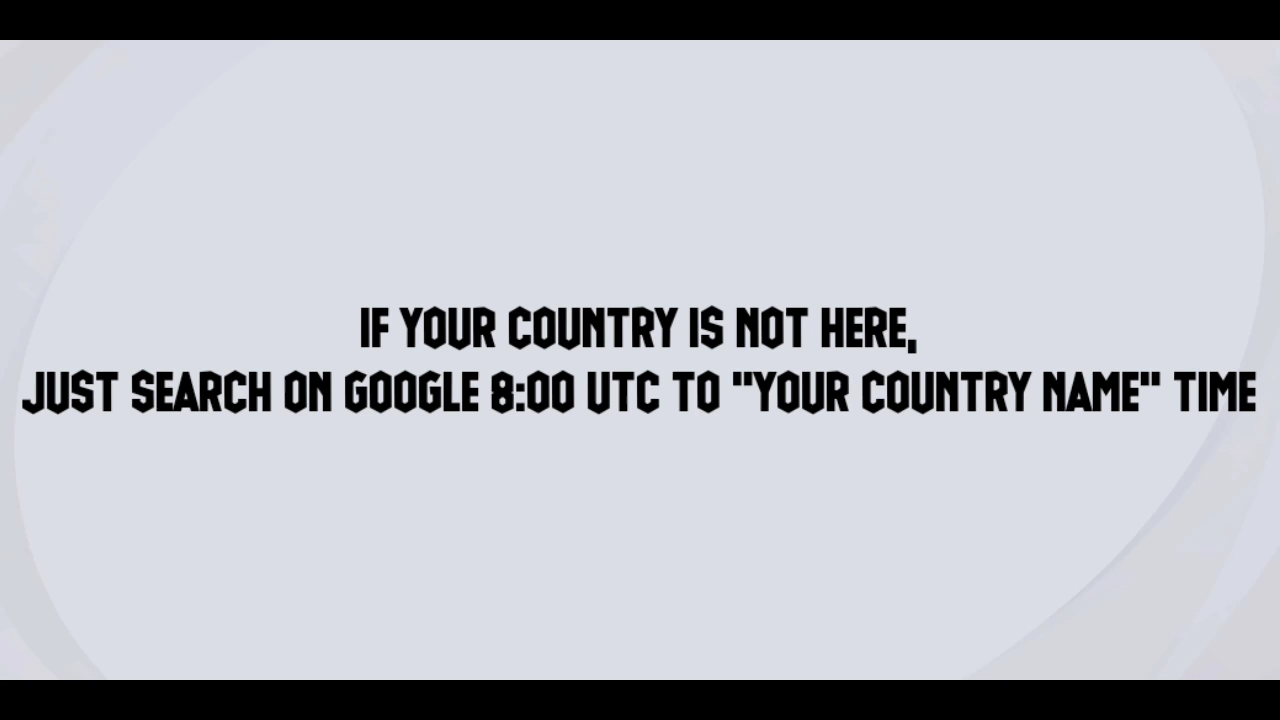 IF YOUR COUNTRY IS NOT HERE,
JUST SEARCH ON GOOGLE 8:00 UTC TO "YOUR COUNTRY NAME" TIME